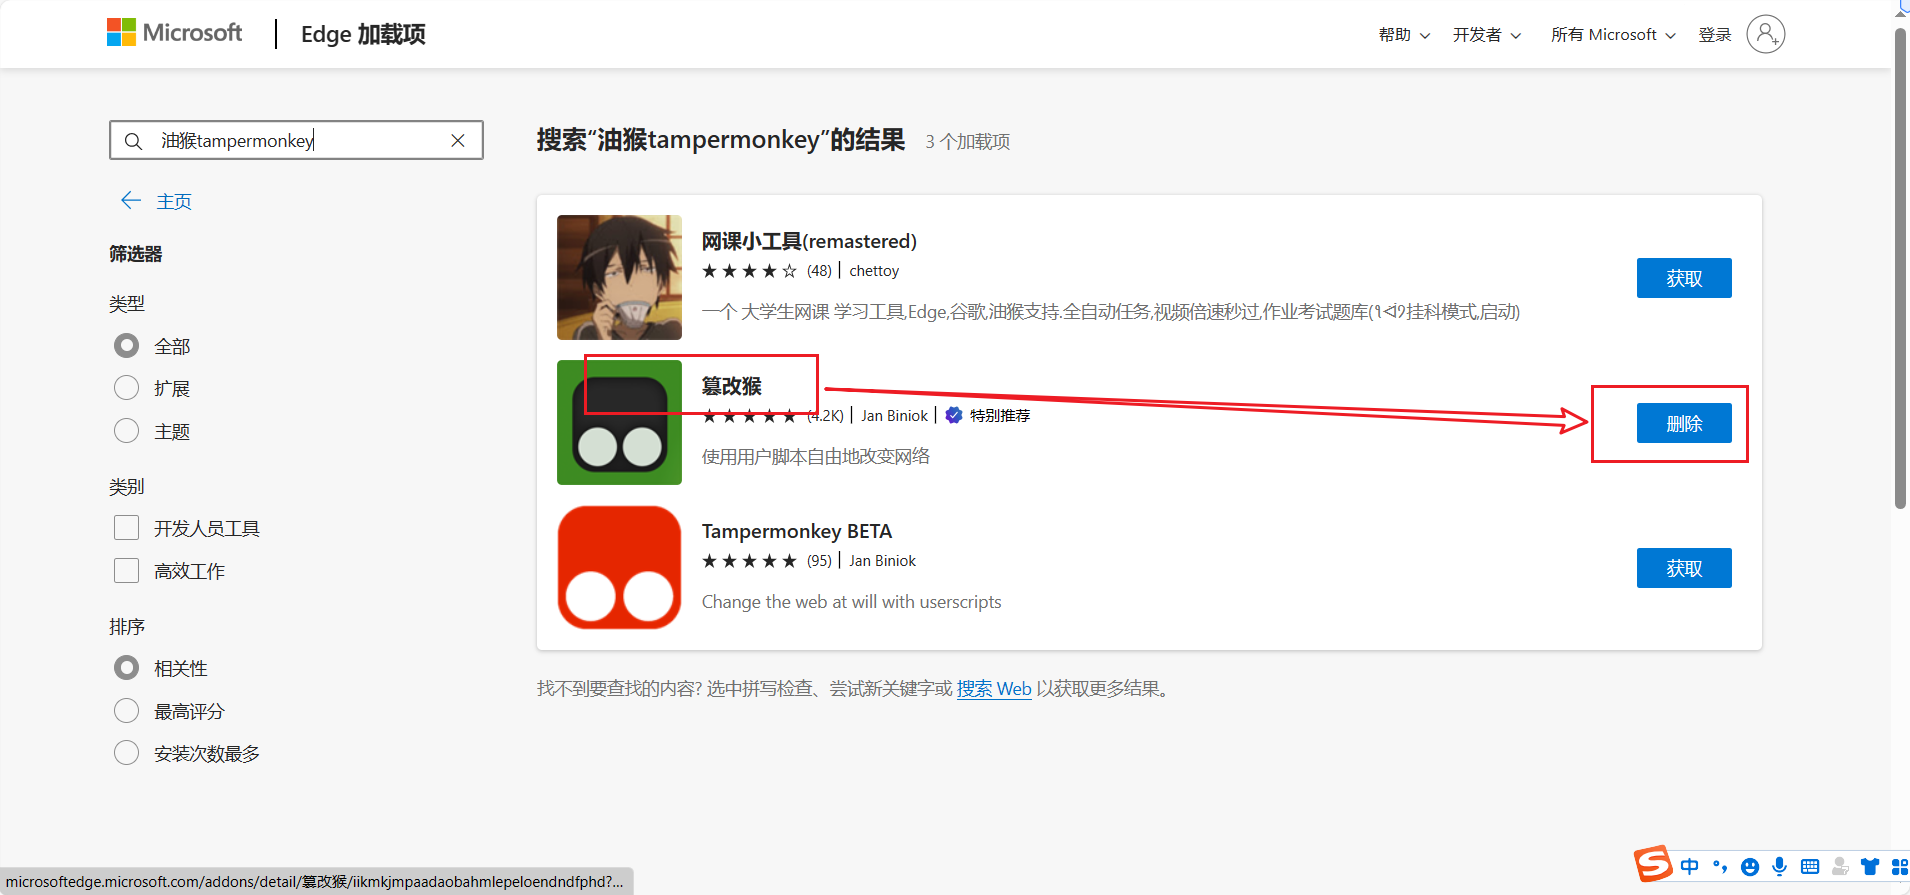 Microsoft
Edge 加载项
帮助
开发者
所有 Microsoft
登录
油猴tampermonkey
主页
筛选器
类型
全部
扩展
主题
类别
开发人员工具
高效工作
排序
相关性
最高评分
安装次数最多
搜索“油猴tampermonkey”的结果 3 个加载项
网课小工具(remastered)
(48) chettoy
一个 大学生网课 学习工具,Edge,谷歌,油猴支持.全自动任务,视频倍速秒过,作业考试题库(挂科模式,启动)
获取
篡改猴
(4.2K) Jan Biniok 特别推荐
使用用户脚本自由地改变网络
删除
Tampermonkey BETA
(95) Jan Biniok
Change the web at will with userscripts
获取
找不到要查找的内容? 选中拼写检查、尝试新关键字或 搜索 Web 以获取更多结果。
microsoftedge.microsoft.com/addons/detail/篡改猴/iikmkjmpaadaobahmlepeloendndfphd?...
中